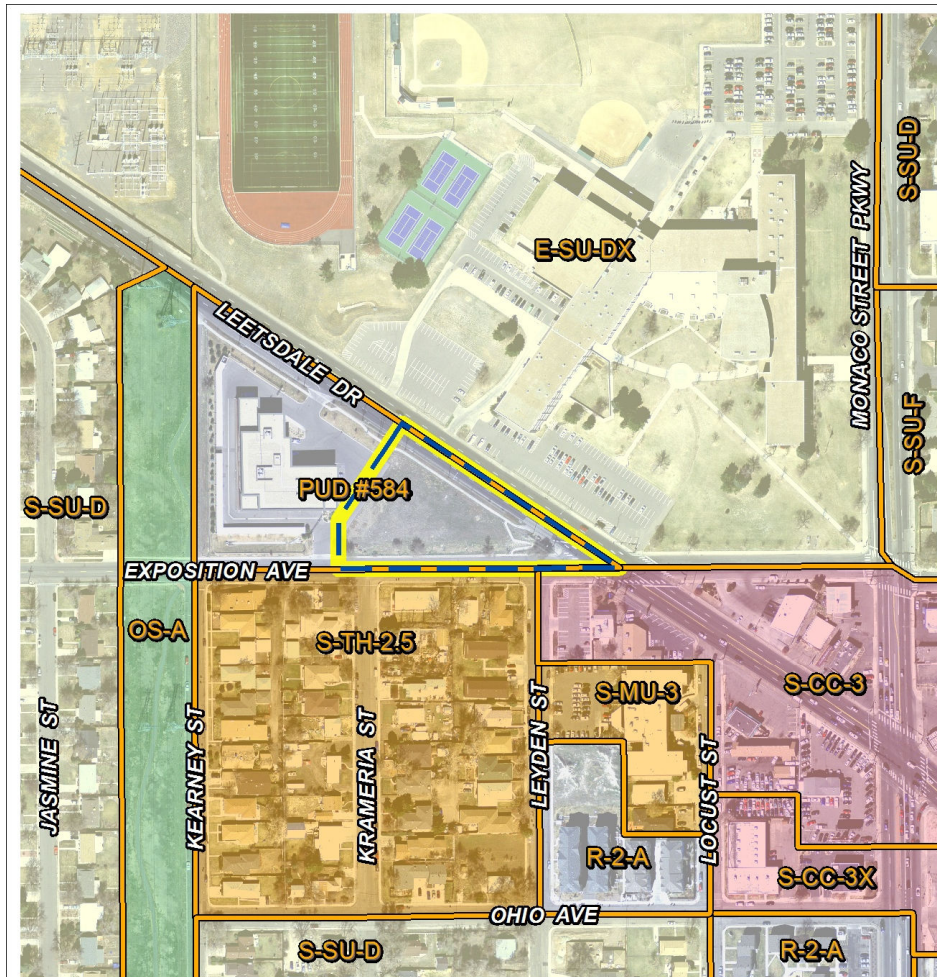 S-SU-D
MONACO STREET PKWY
E-SU-DX
LEETSDALE DR
S-SU-F
PUD #584
S-SU-D
EXPOSITION AVE
OS-A
S-TH-2.5
S-MU-3
S-CC-3
JASMINE ST
KEARNEY ST
KRAMERIA ST
LEYDEN ST
LOCUST ST
R-2-A
S-CC-3X
OHIO AVE
S-SU-D
R-2-A